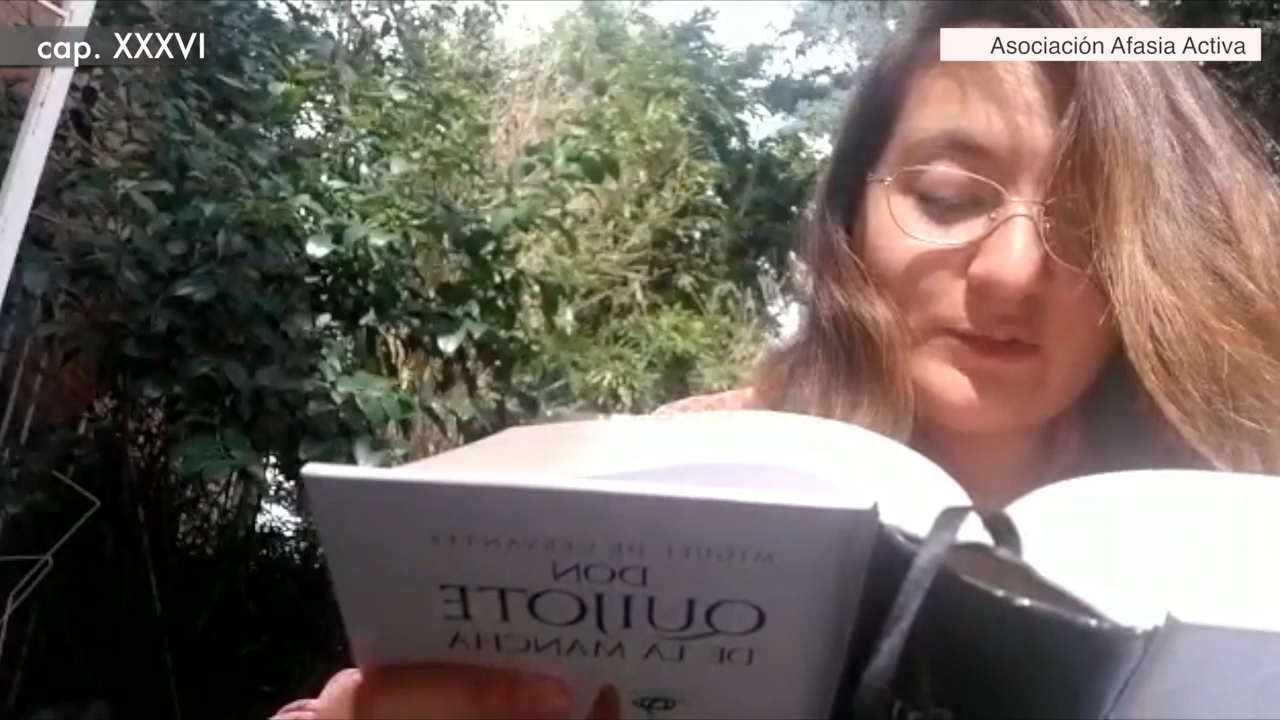 cap. XXXVI
Asociación Afasia Activa
MIGUEL DE CERVANTES
DON
QUIJOTE
DE LA MANCHA